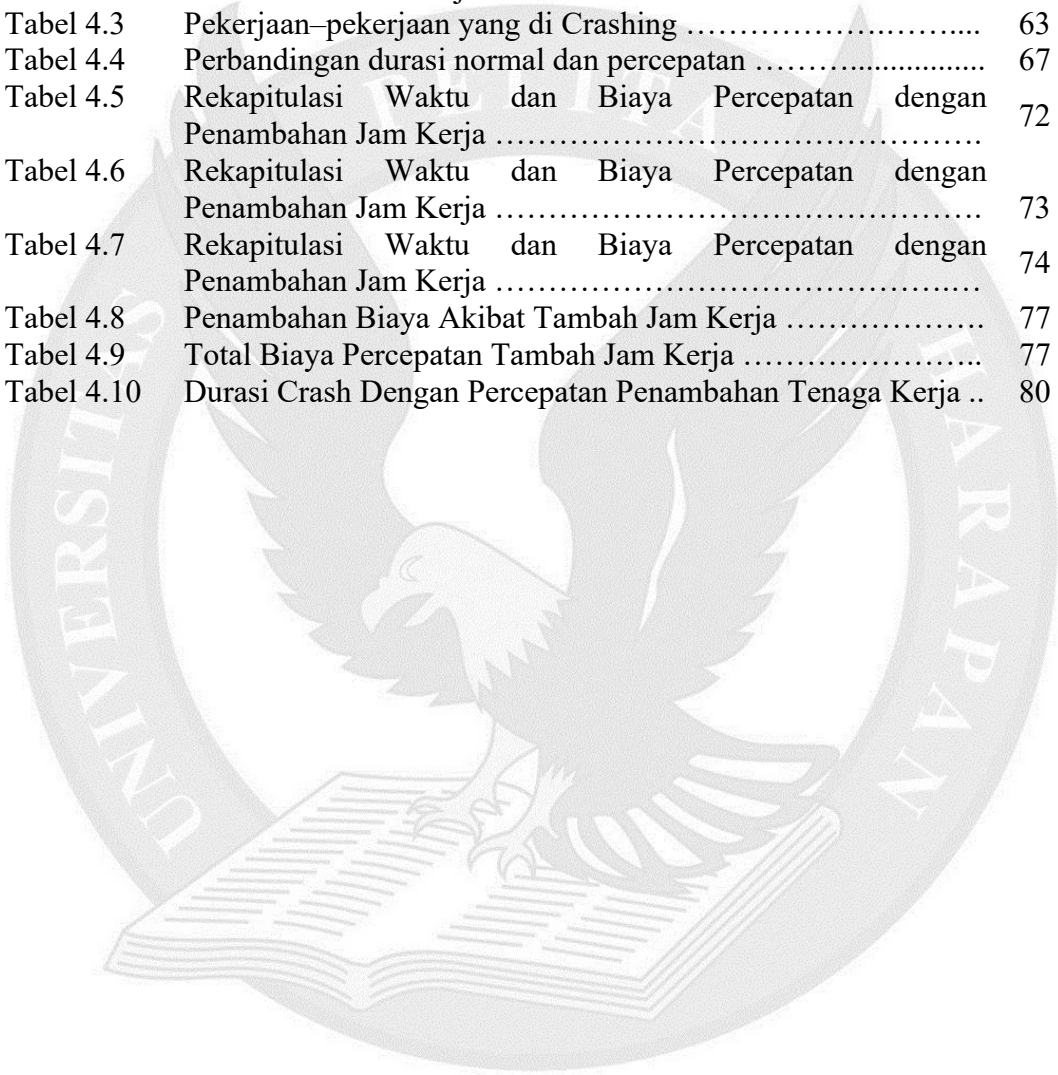 Tabel 4.3 Pekerjaan–pekerjaan yang di Crashing ………………….……..... 63
Tabel 4.4 Perbandingan durasi normal dan percepatan ………................. 67
Tabel 4.5 Rekapitulasi Waktu dan Biaya Percepatan dengan
Penambahan Jam Kerja ………………………………………. 72
Tabel 4.6 Rekapitulasi Waktu dan Biaya Percepatan dengan
Penambahan Jam Kerja ………………………………………. 73
Tabel 4.7 Rekapitulasi Waktu dan Biaya Percepatan dengan
Penambahan Jam Kerja …………………………………….… 74
Tabel 4.8 Penambahan Biaya Akibat Tambah Jam Kerja ………………. 77
Tabel 4.9 Total Biaya Percepatan Tambah Jam Kerja ………………….. 77
Tabel 4.10 Durasi Crash Dengan Percepatan Penambahan Tenaga Kerja .. 80
UNIVERSITAS PELITA HARAPAN